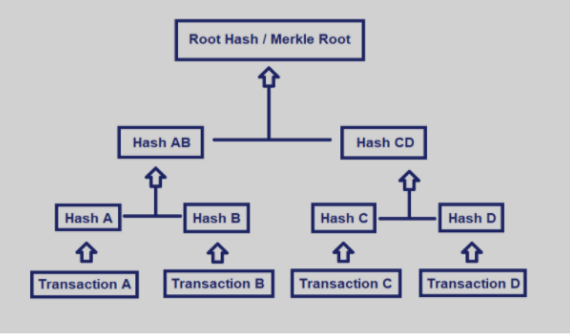 Root Hash / Merkle Root
Hash AB
Hash CD
Hash A
Hash B
Hash C
Hash D
Transaction A
Transaction B
Transaction C
Transaction D